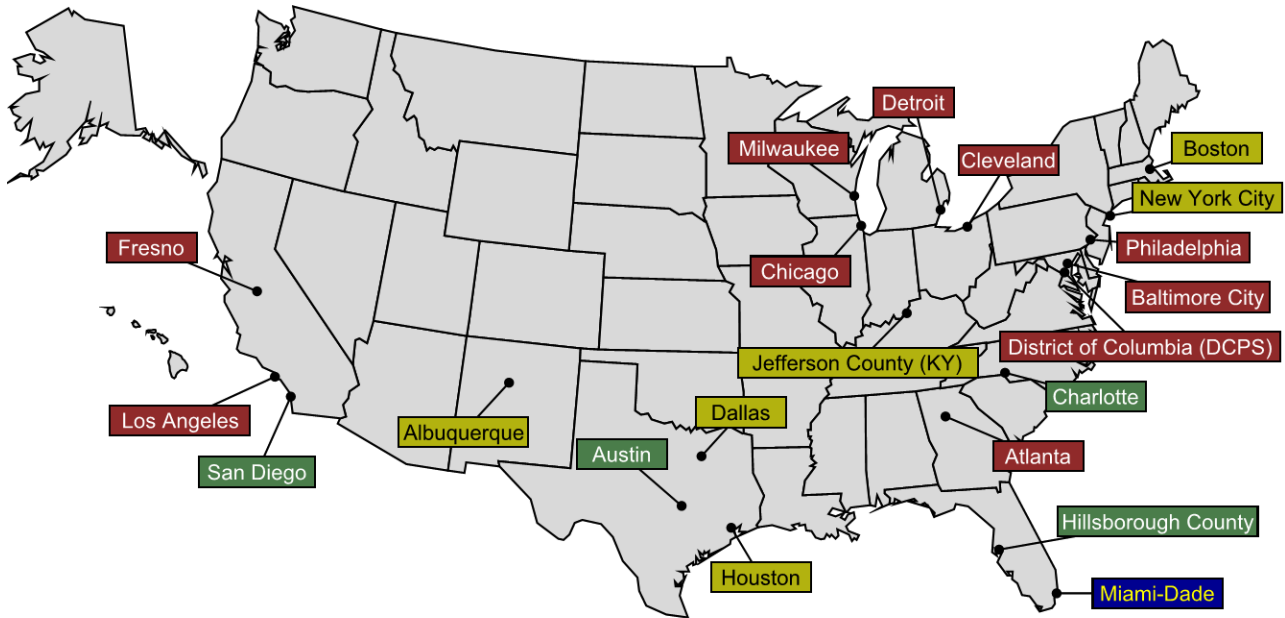 Detroit
Milwaukee
Cleveland
Boston
New York City
Fresno
Philadelphia
Chicago
Baltimore City
District of Columbia (DCPS)
Jefferson County (KY)
Charlotte
Los Angeles
Dallas
Albuquerque
Austin
Atlanta
San Diego
Hillsborough County
Houston
Miami-Dade